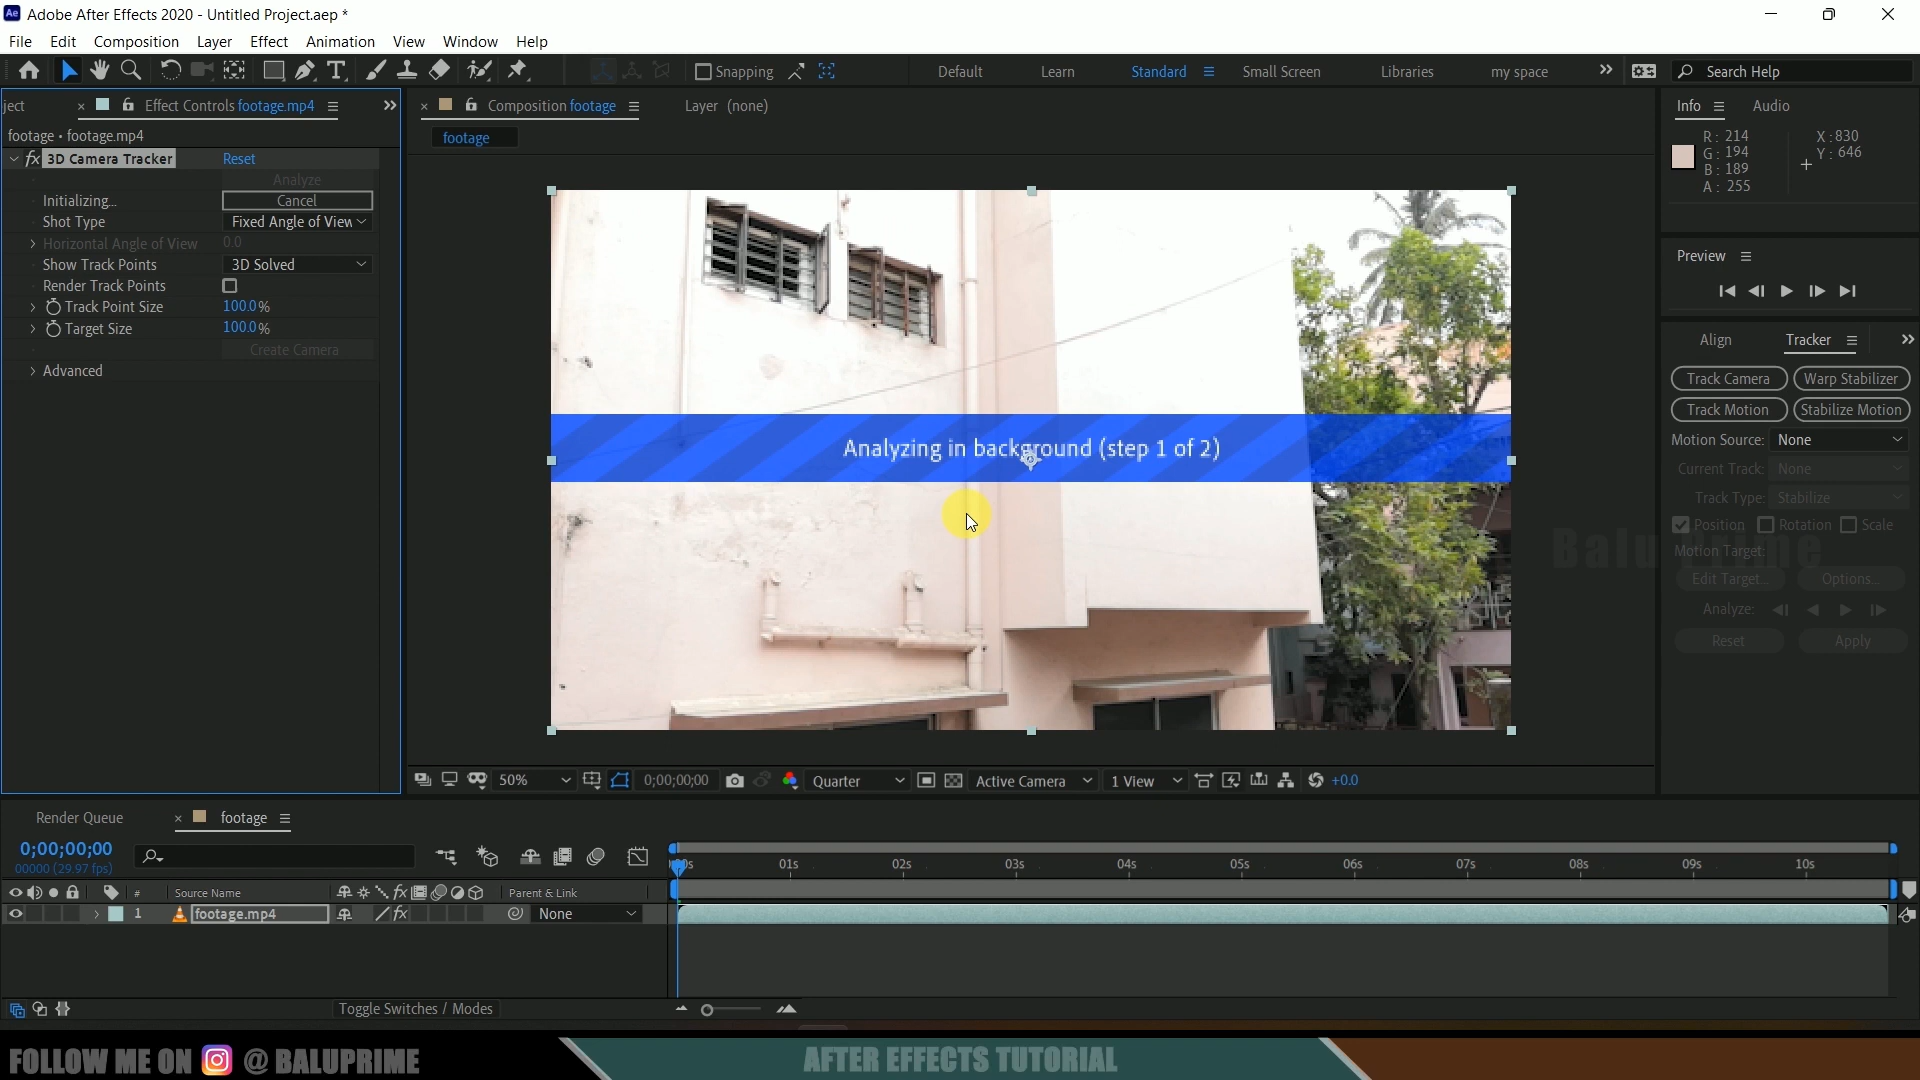 Adobe After Effects 2020 - Untitled Project.aep *
File Edit Composition Layer Effect Animation View Window Help
Snapping Default Learn Standard Small Screen Libraries my space Search Help
ject Effect Controls footage.mp4
Composition footage Layer (none)
Info Audio
footage • footage.mp4
footage
R: 214
G: 194
B: 189
A: 255
X: 830
Y: 646
fx 3D Camera Tracker Reset
Analyze
Initializing... Cancel
Shot Type Fixed Angle of View
Horizontal Angle of View 0.0
Show Track Points 3D Solved
Render Track Points
Track Point Size 100.0%
Target Size 100.0%
Create Camera
Advanced
Analyzing in background (step 1 of 2)
Preview
Align Tracker
Track Camera Warp Stabilizer
Track Motion Stabilize Motion
Motion Source: None
Current Track: None
Track Type: Stabilize
Position Rotation Scale
Balu Prime
Motion Target:
Edit Target... Options...
Analyze:
Reset Apply
50% 0;00;00;00 Quarter Active Camera 1 View +0.0
Render Queue footage
0;00;00;00
00000 (29.97 fps)
00s 01s 02s 03s 04s 05s 06s 07s 08s 09s 10s
# Source Name fx Parent & Link
1 footage.mp4 fx None
Toggle Switches / Modes
FOLLOW ME ON @ BALUPRIME
AFTER EFFECTS TUTORIAL